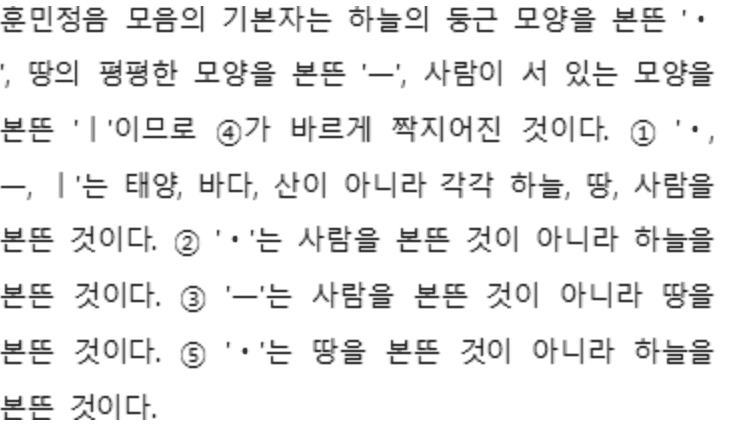 훈민정음 모음의 기본자는 하늘의 둥근 모양을 본뜬 '・
', 땅의 평평한 모양을 본뜬 'ㅡ', 사람이 서 있는 모양을
본뜬 'ㅣ'이므로 ④가 바르게 짝지어진 것이다. ① '・,
ㅡ, ㅣ'는 태양, 바다, 산이 아니라 각각 하늘, 땅, 사람을
본뜬 것이다. ② '・'는 사람을 본뜬 것이 아니라 하늘을
본뜬 것이다. ③ 'ㅡ'는 사람을 본뜬 것이 아니라 땅을
본뜬 것이다. ⑤ '・'는 땅을 본뜬 것이 아니라 하늘을
본뜬 것이다.